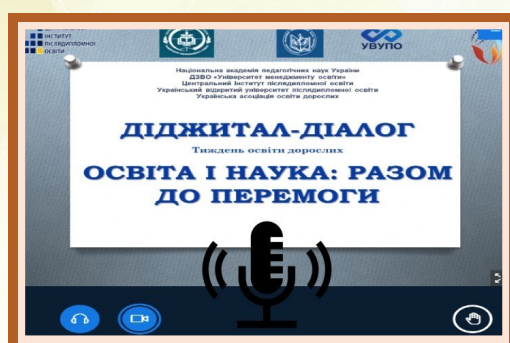 ІНСТИТУТ
ПІСЛЯДИПЛОМНОЇ
ОСВІТИ
УВУПО
Національна академія педагогічних наук України
ДЗВО «Університет менеджменту освіти»
Центральний інститут післядипломної освіти
Український відкритий університет післядипломної освіти
Українська асоціація освіти дорослих
ДІДЖИТАЛ-ДІАЛОГ
Тиждень освіти дорослих
ОСВІТА І НАУКА: РАЗОМ
ДО ПЕРЕМОГИ